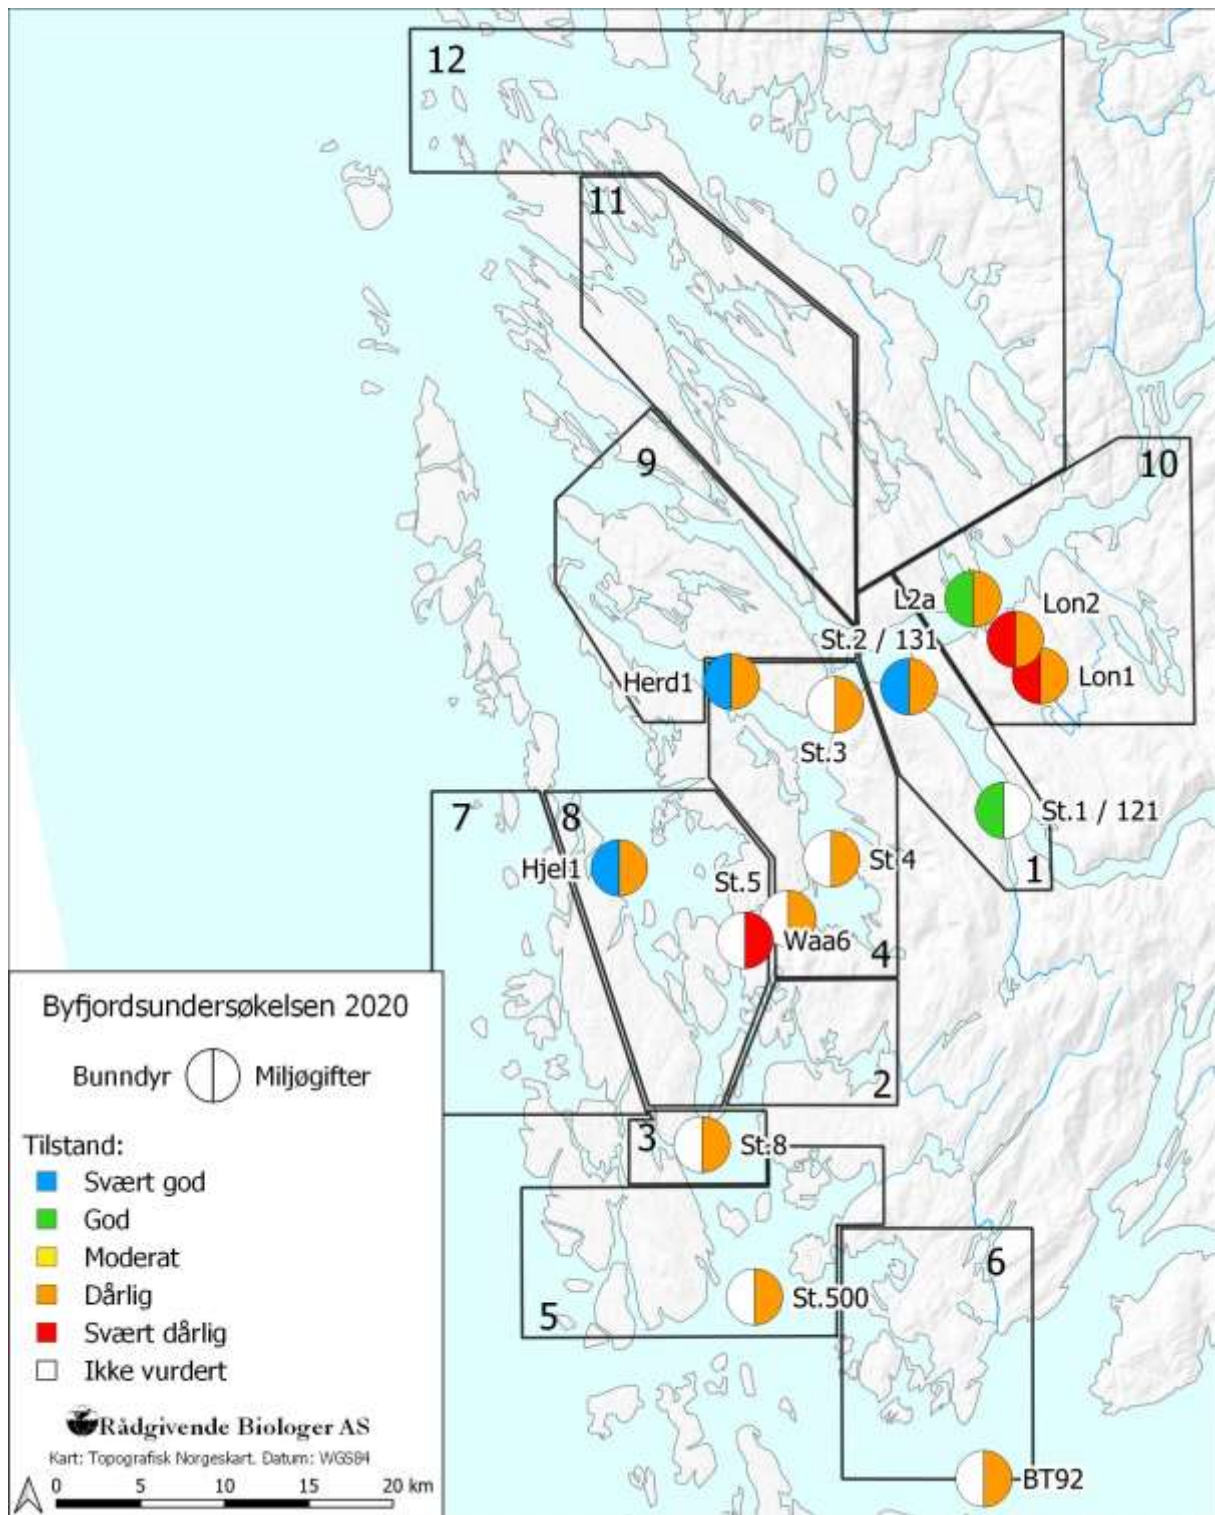 12
11
9
10
L2a
Lon2
St.2 / 131
Herd1
Lon1
St.3
7
8
St.1 / 121
Hjel1
St.5
St.4
1
Waa6
4
Byfjordsundersøkelsen 2020
Bunndyr Miljøgifter
2
3
St.8
Tilstand:
Svært god
God
Moderat
Dårlig
Svært dårlig
Ikke vurdert
6
St.500
5
Rådgivende Biologer AS
Kart: Topografisk Norgeskart. Datum: WGS84
0 5 10 15 20 km
BT92